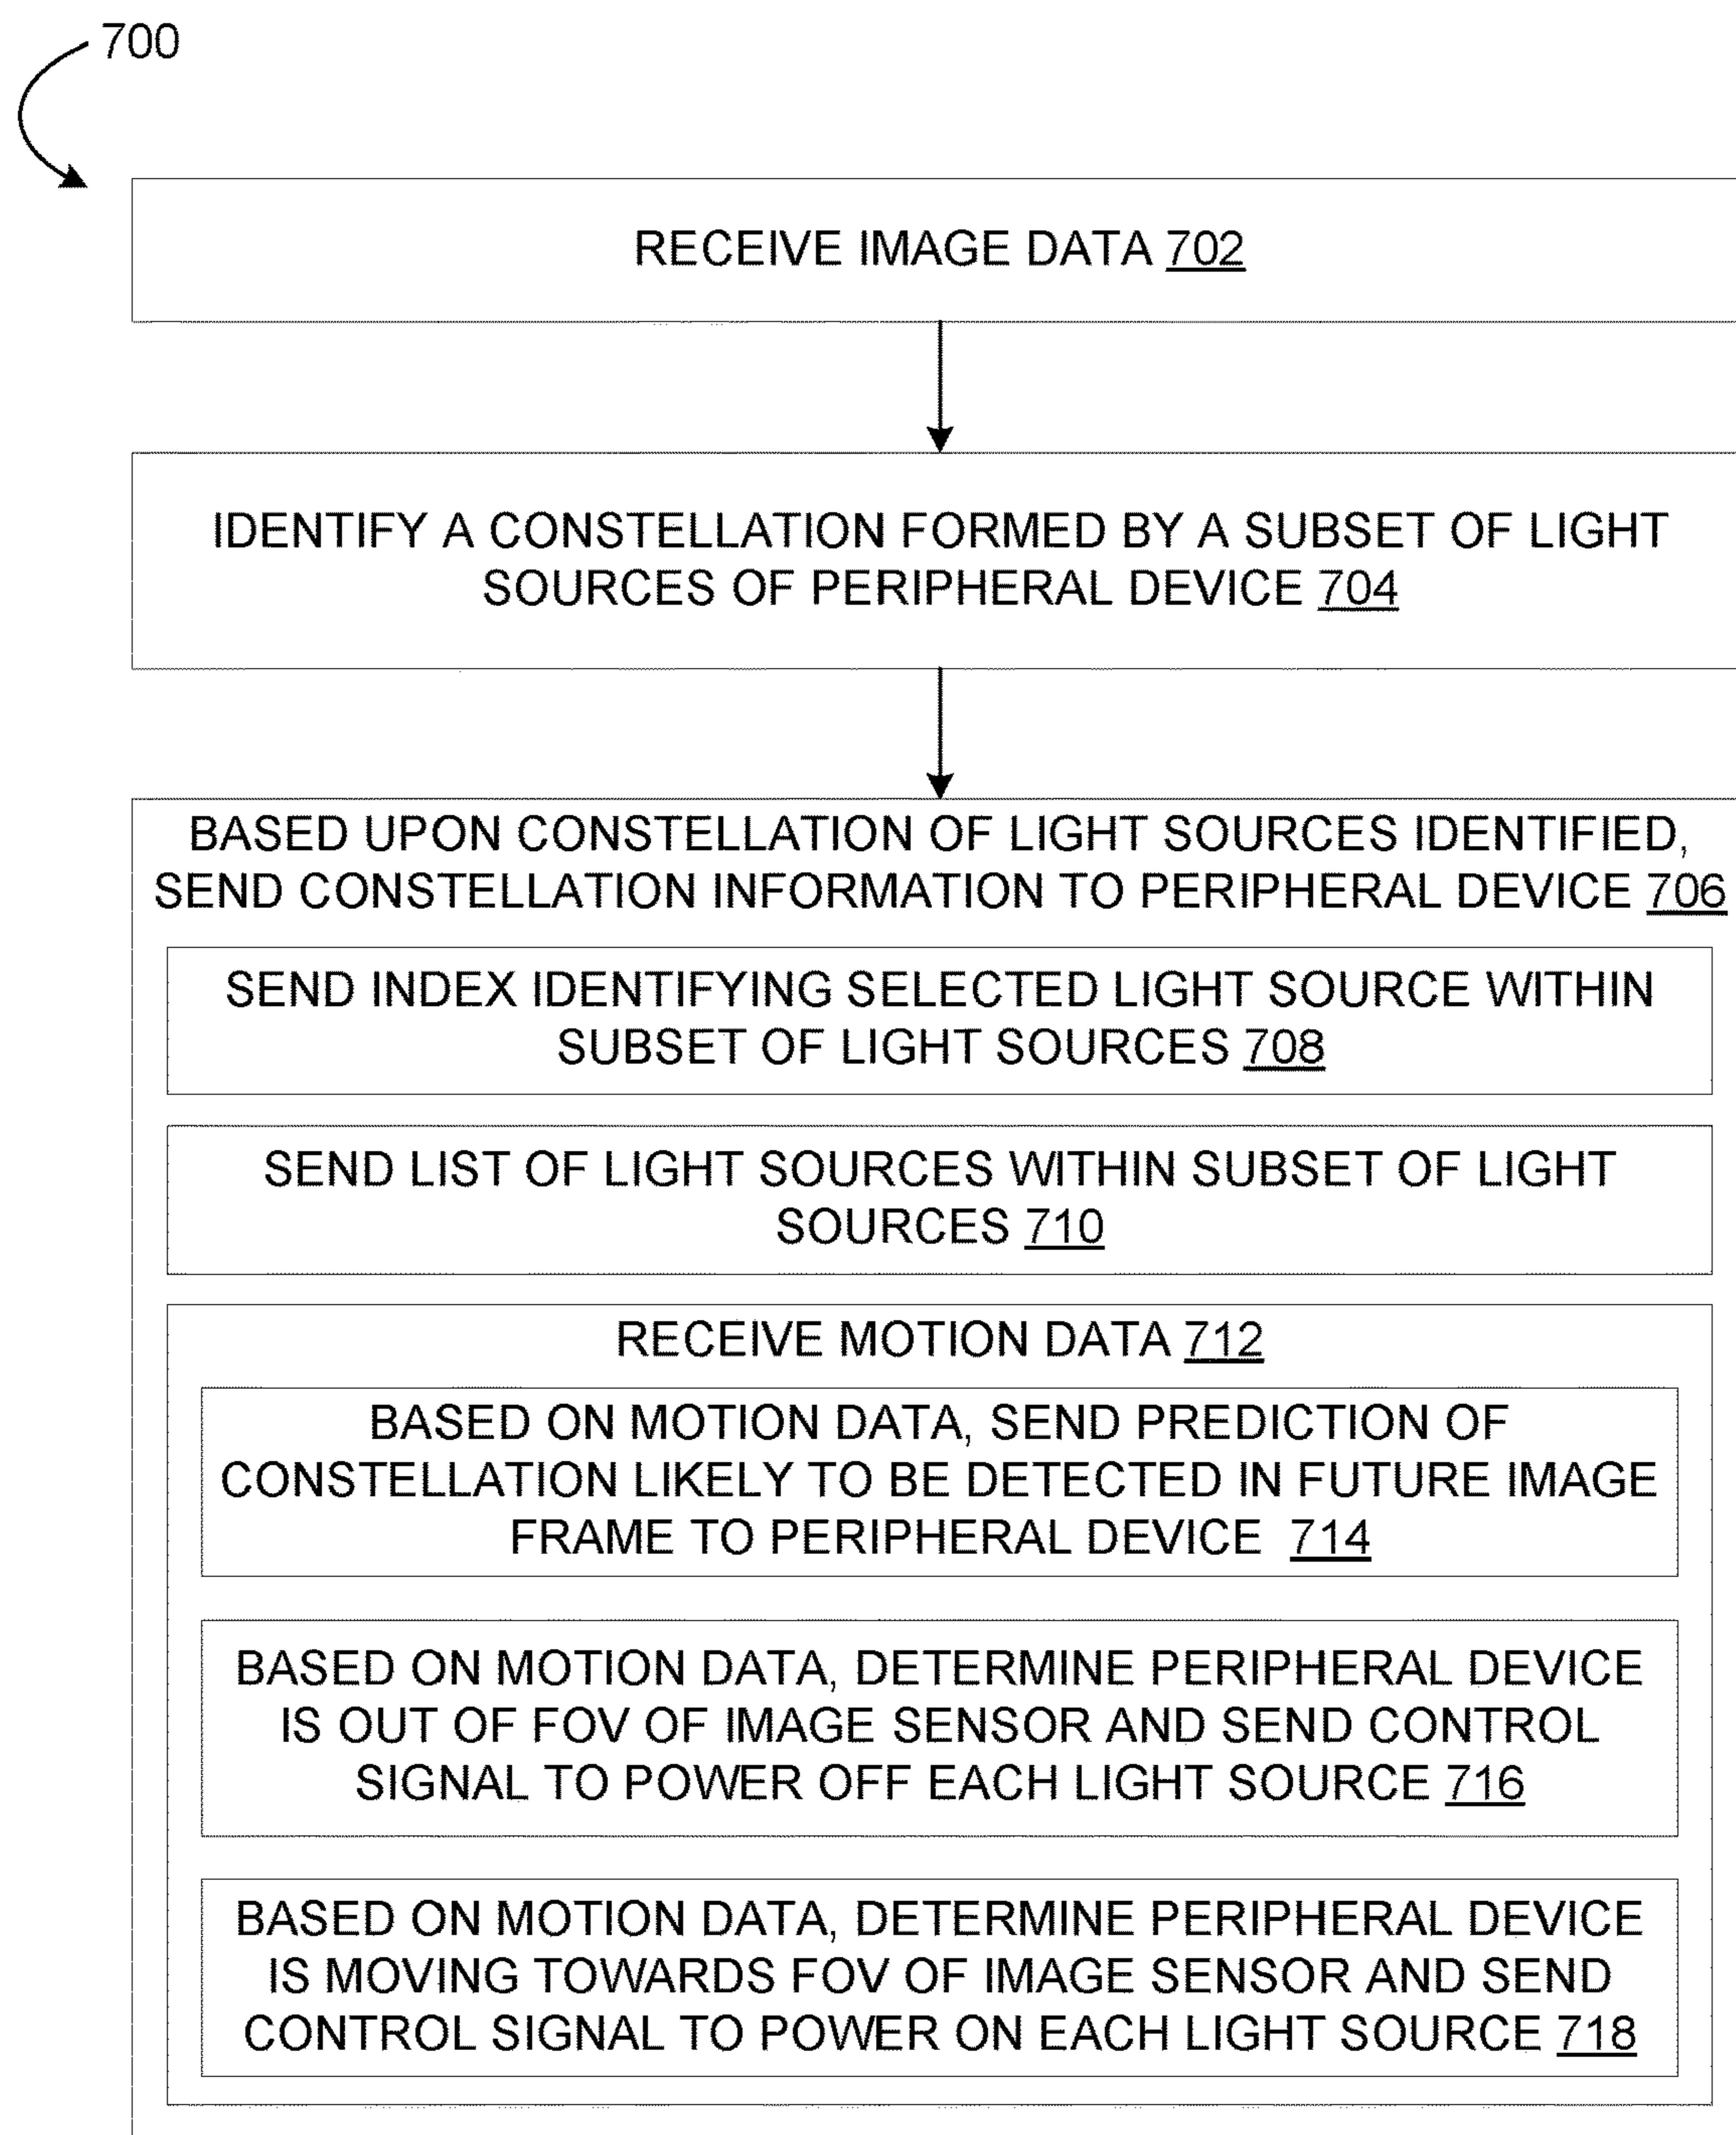 700
RECEIVE IMAGE DATA 702
IDENTIFY A CONSTELLATION FORMED BY A SUBSET OF LIGHT
SOURCES OF PERIPHERAL DEVICE 704
BASED UPON CONSTELLATION OF LIGHT SOURCES IDENTIFIED,
SEND CONSTELLATION INFORMATION TO PERIPHERAL DEVICE 706
SEND INDEX IDENTIFYING SELECTED LIGHT SOURCE WITHIN
SUBSET OF LIGHT SOURCES 708
SEND LIST OF LIGHT SOURCES WITHIN SUBSET OF LIGHT
SOURCES 710
RECEIVE MOTION DATA 712
BASED ON MOTION DATA, SEND PREDICTION OF
CONSTELLATION LIKELY TO BE DETECTED IN FUTURE IMAGE
FRAME TO PERIPHERAL DEVICE 714
BASED ON MOTION DATA, DETERMINE PERIPHERAL DEVICE
IS OUT OF FOV OF IMAGE SENSOR AND SEND CONTROL
SIGNAL TO POWER OFF EACH LIGHT SOURCE 716
BASED ON MOTION DATA, DETERMINE PERIPHERAL DEVICE
IS MOVING TOWARDS FOV OF IMAGE SENSOR AND SEND
CONTROL SIGNAL TO POWER ON EACH LIGHT SOURCE 718